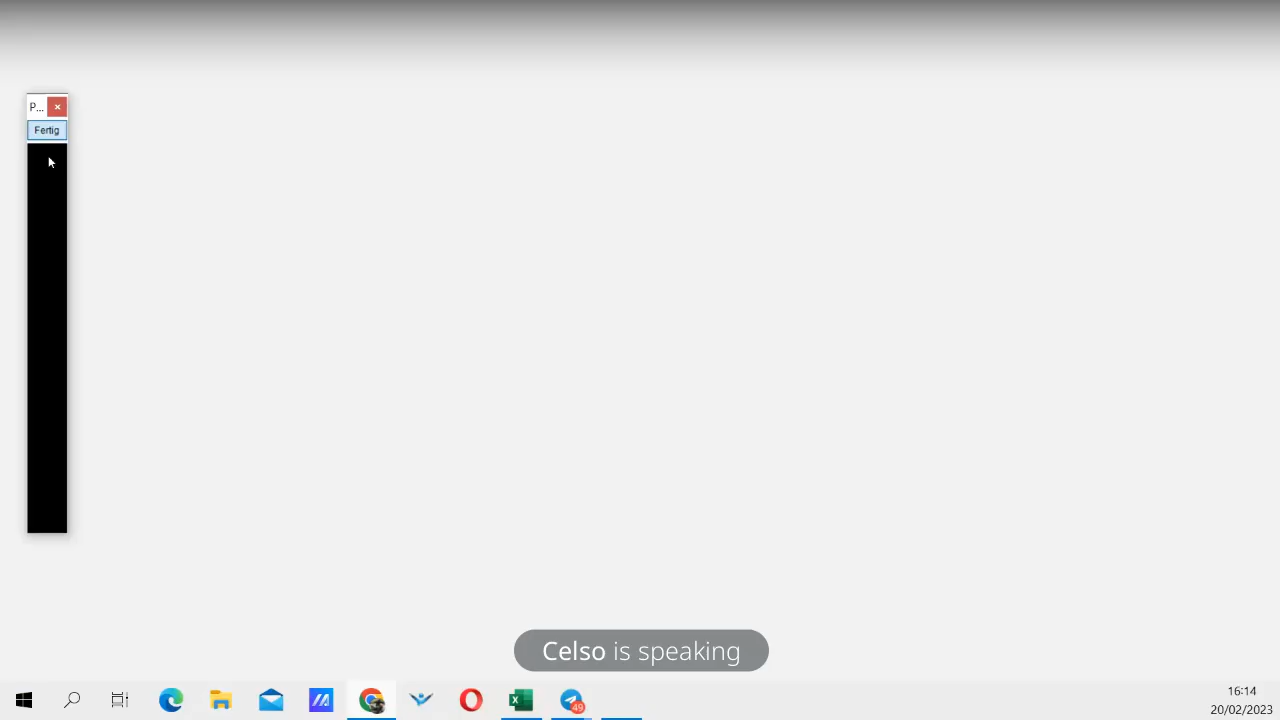 P...
Fertig
Celso is speaking
49
16:14
20/02/2023